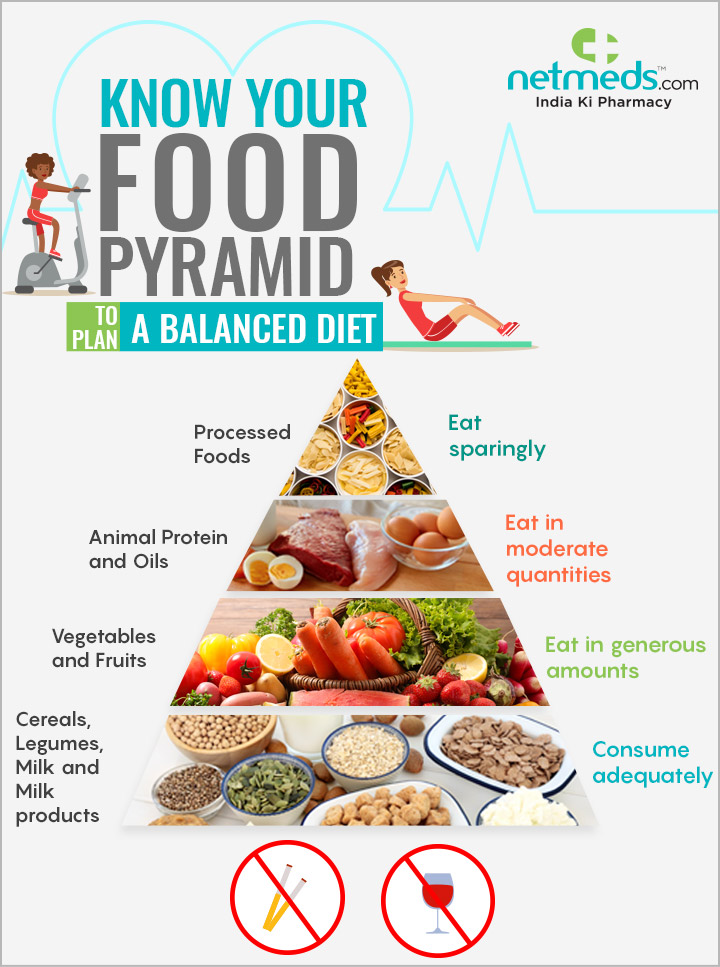 netmeds.com™
India Ki Pharmacy
KNOW YOUR
FOOD
PYRAMID
TO
PLAN
A BALANCED DIET
Processed
Foods
Eat
sparingly
Animal Protein
and Oils
Eat in
moderate
quantities
Vegetables
and Fruits
Eat in generous
amounts
Cereals,
Legumes,
Milk and
Milk
products
Consume
adequately